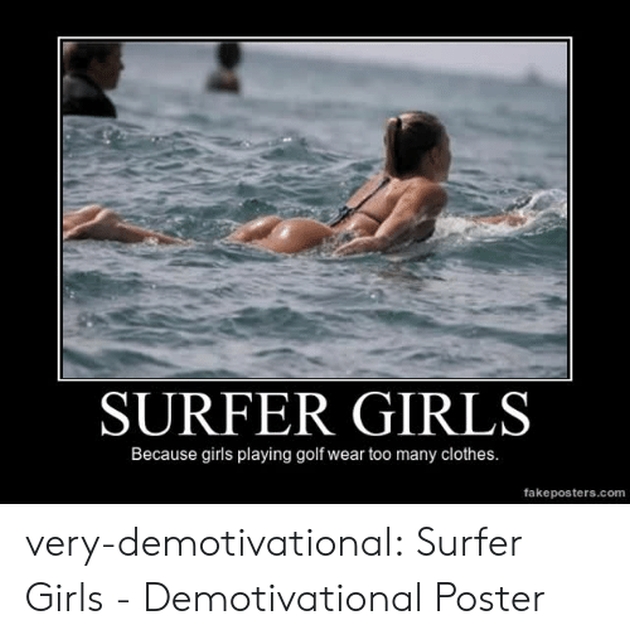 SURFER GIRLS
Because girls playing golf wear too many clothes.
fakeposters.com
very-demotivational: Surfer
Girls - Demotivational Poster